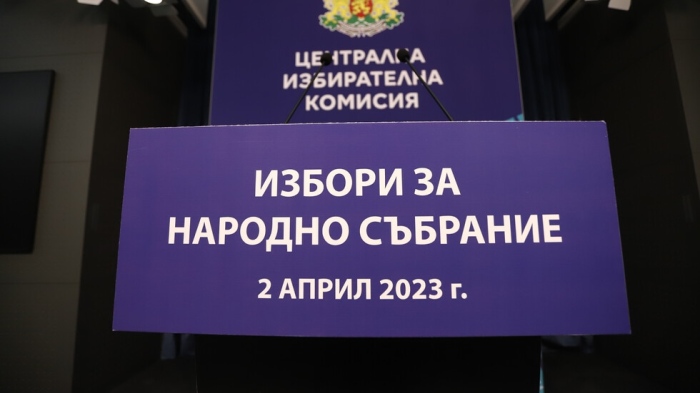 ЦЕНТРАЛНА
ИЗБИРАТЕЛНА
КОМИСИЯ
ИЗБОРИ ЗА
НАРОДНО СЪБРАНИЕ
2 АПРИЛ 2023 г.